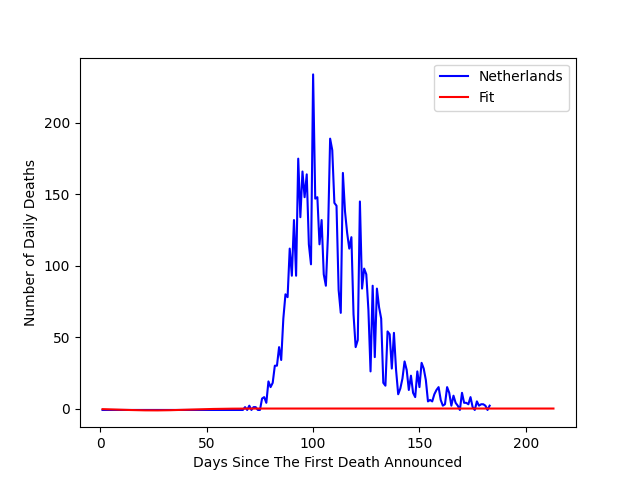 Netherlands
Fit
200
150
100
50
0
Number of Daily Deaths
0 50 100 150 200
Days Since The First Death Announced